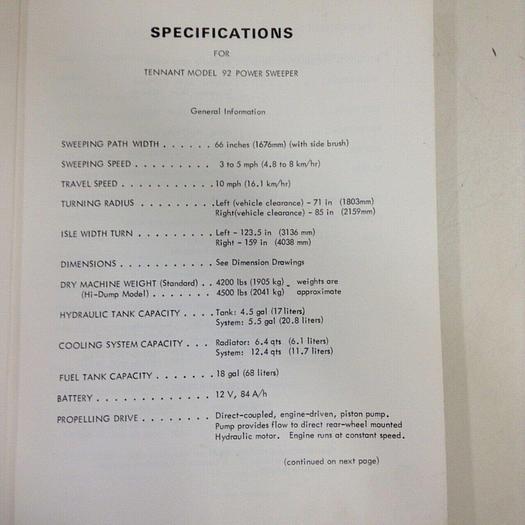 SPECIFICATIONS
FOR
TENNANT MODEL 92 POWER SWEEPER
General Information
SWEEPING PATH WIDTH . . . . . . 66 inches (1676mm) (with side brush)
SWEEPING SPEED . . . . . . . . . 3 to 5 mph (4.8 to 8 km/hr)
TRAVEL SPEED . . . . . . . . . . . 10 mph (16.1 km/hr)
TURNING RADIUS . . . . . . . . . Left (vehicle clearance) - 71 in (1803mm)
Right(vehicle clearance) - 85 in (2159mm)
ISLE WIDTH TURN . . . . . . . . . Left - 123.5 in (3136 mm)
Right - 159 in (4038 mm)
DIMENSIONS . . . . . . . . . . . See Dimension Drawings
DRY MACHINE WEIGHT (Standard) . . 4200 lbs (1905 kg) weights are
(Hi-Dump Model) . . . . . . . 4500 lbs (2041 kg) approximate
HYDRAULIC TANK CAPACITY . . . . Tank: 4.5 gal (17 liters)
System: 5.5 gal (20.8 liters)
COOLING SYSTEM CAPACITY . . . Radiator: 6.4 qts (6.1 liters)
System: 12.4 qts (11.7 liters)
FUEL TANK CAPACITY . . . . . . . 18 gal (68 liters)
BATTERY . . . . . . . . . . . . . 12 V, 84 A/h
PROPELLING DRIVE . . . . . . . . Direct-coupled, engine-driven, piston pump.
Pump provides flow to direct rear-wheel mounted
Hydraulic motor. Engine runs at constant speed.
(continued on next page)